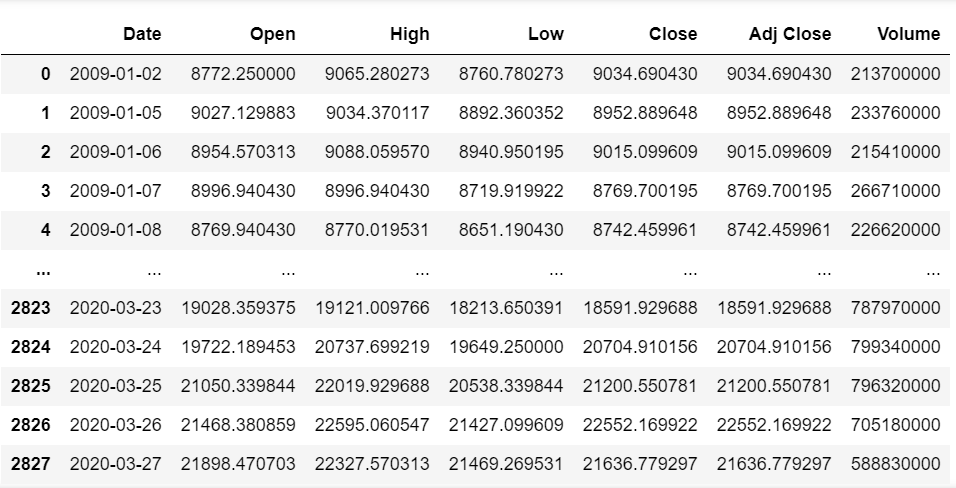 Date Open High Low Close Adj Close Volume
0 2009-01-02 8772.250000 9065.280273 8760.780273 9034.690430 9034.690430 213700000
1 2009-01-05 9027.129883 9034.370117 8892.360352 8952.889648 8952.889648 233760000
2 2009-01-06 8954.570313 9088.059570 8940.950195 9015.099609 9015.099609 215410000
3 2009-01-07 8996.940430 8996.940430 8719.919922 8769.700195 8769.700195 266710000
4 2009-01-08 8769.940430 8770.019531 8651.190430 8742.459961 8742.459961 226620000
... ... ... ... ... ... ... ...
2823 2020-03-23 19028.359375 19121.009766 18213.650391 18591.929688 18591.929688 787970000
2824 2020-03-24 19722.189453 20737.699219 19649.250000 20704.910156 20704.910156 799340000
2825 2020-03-25 21050.339844 22019.929688 20538.339844 21200.550781 21200.550781 796320000
2826 2020-03-26 21468.380859 22595.060547 21427.099609 22552.169922 22552.169922 705180000
2827 2020-03-27 21898.470703 22327.570313 21469.269531 21636.779297 21636.779297 588830000